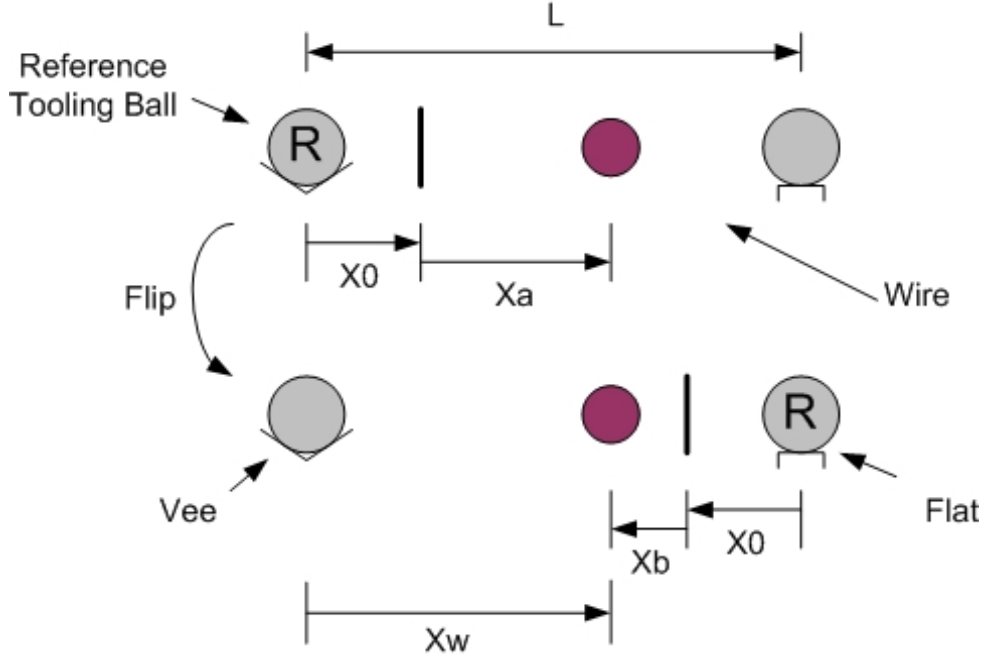 L
Reference
Tooling Ball
R
X0
Xa
Flip
Wire
R
Vee
Flat
Xb
X0
Xw